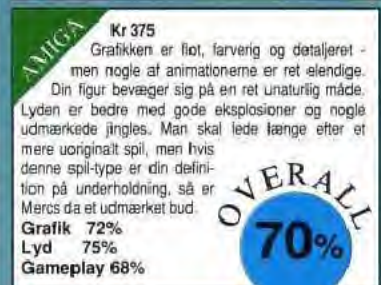 AMIGA
Kr 375
Grafikken er flot, farverig og detaljeret -
men nogle af animationerne er ret elendige.
Din figur bevæger sig på en ret unaturlig måde.
Lyden er bedre med gode eksplosioner og nogle
udmærkede jingles. Man skal lede længe efter et
mere uoriginalt spil, men hvis
denne spil-type er din defini-
tion på underholdning, så er
Mercs da et udmærket bud.
Grafik 72%
Lyd 75%
Gameplay 68%
OVERALL
70%